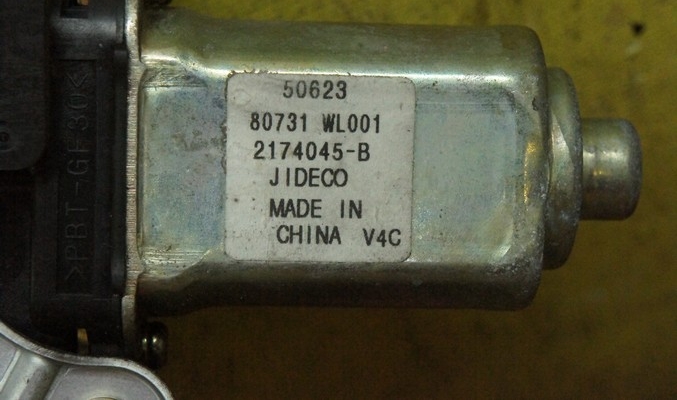 50623
80731 WL001
2174045-B
JIDECO
MADE IN
CHINA V4C
>PBT-GF30<